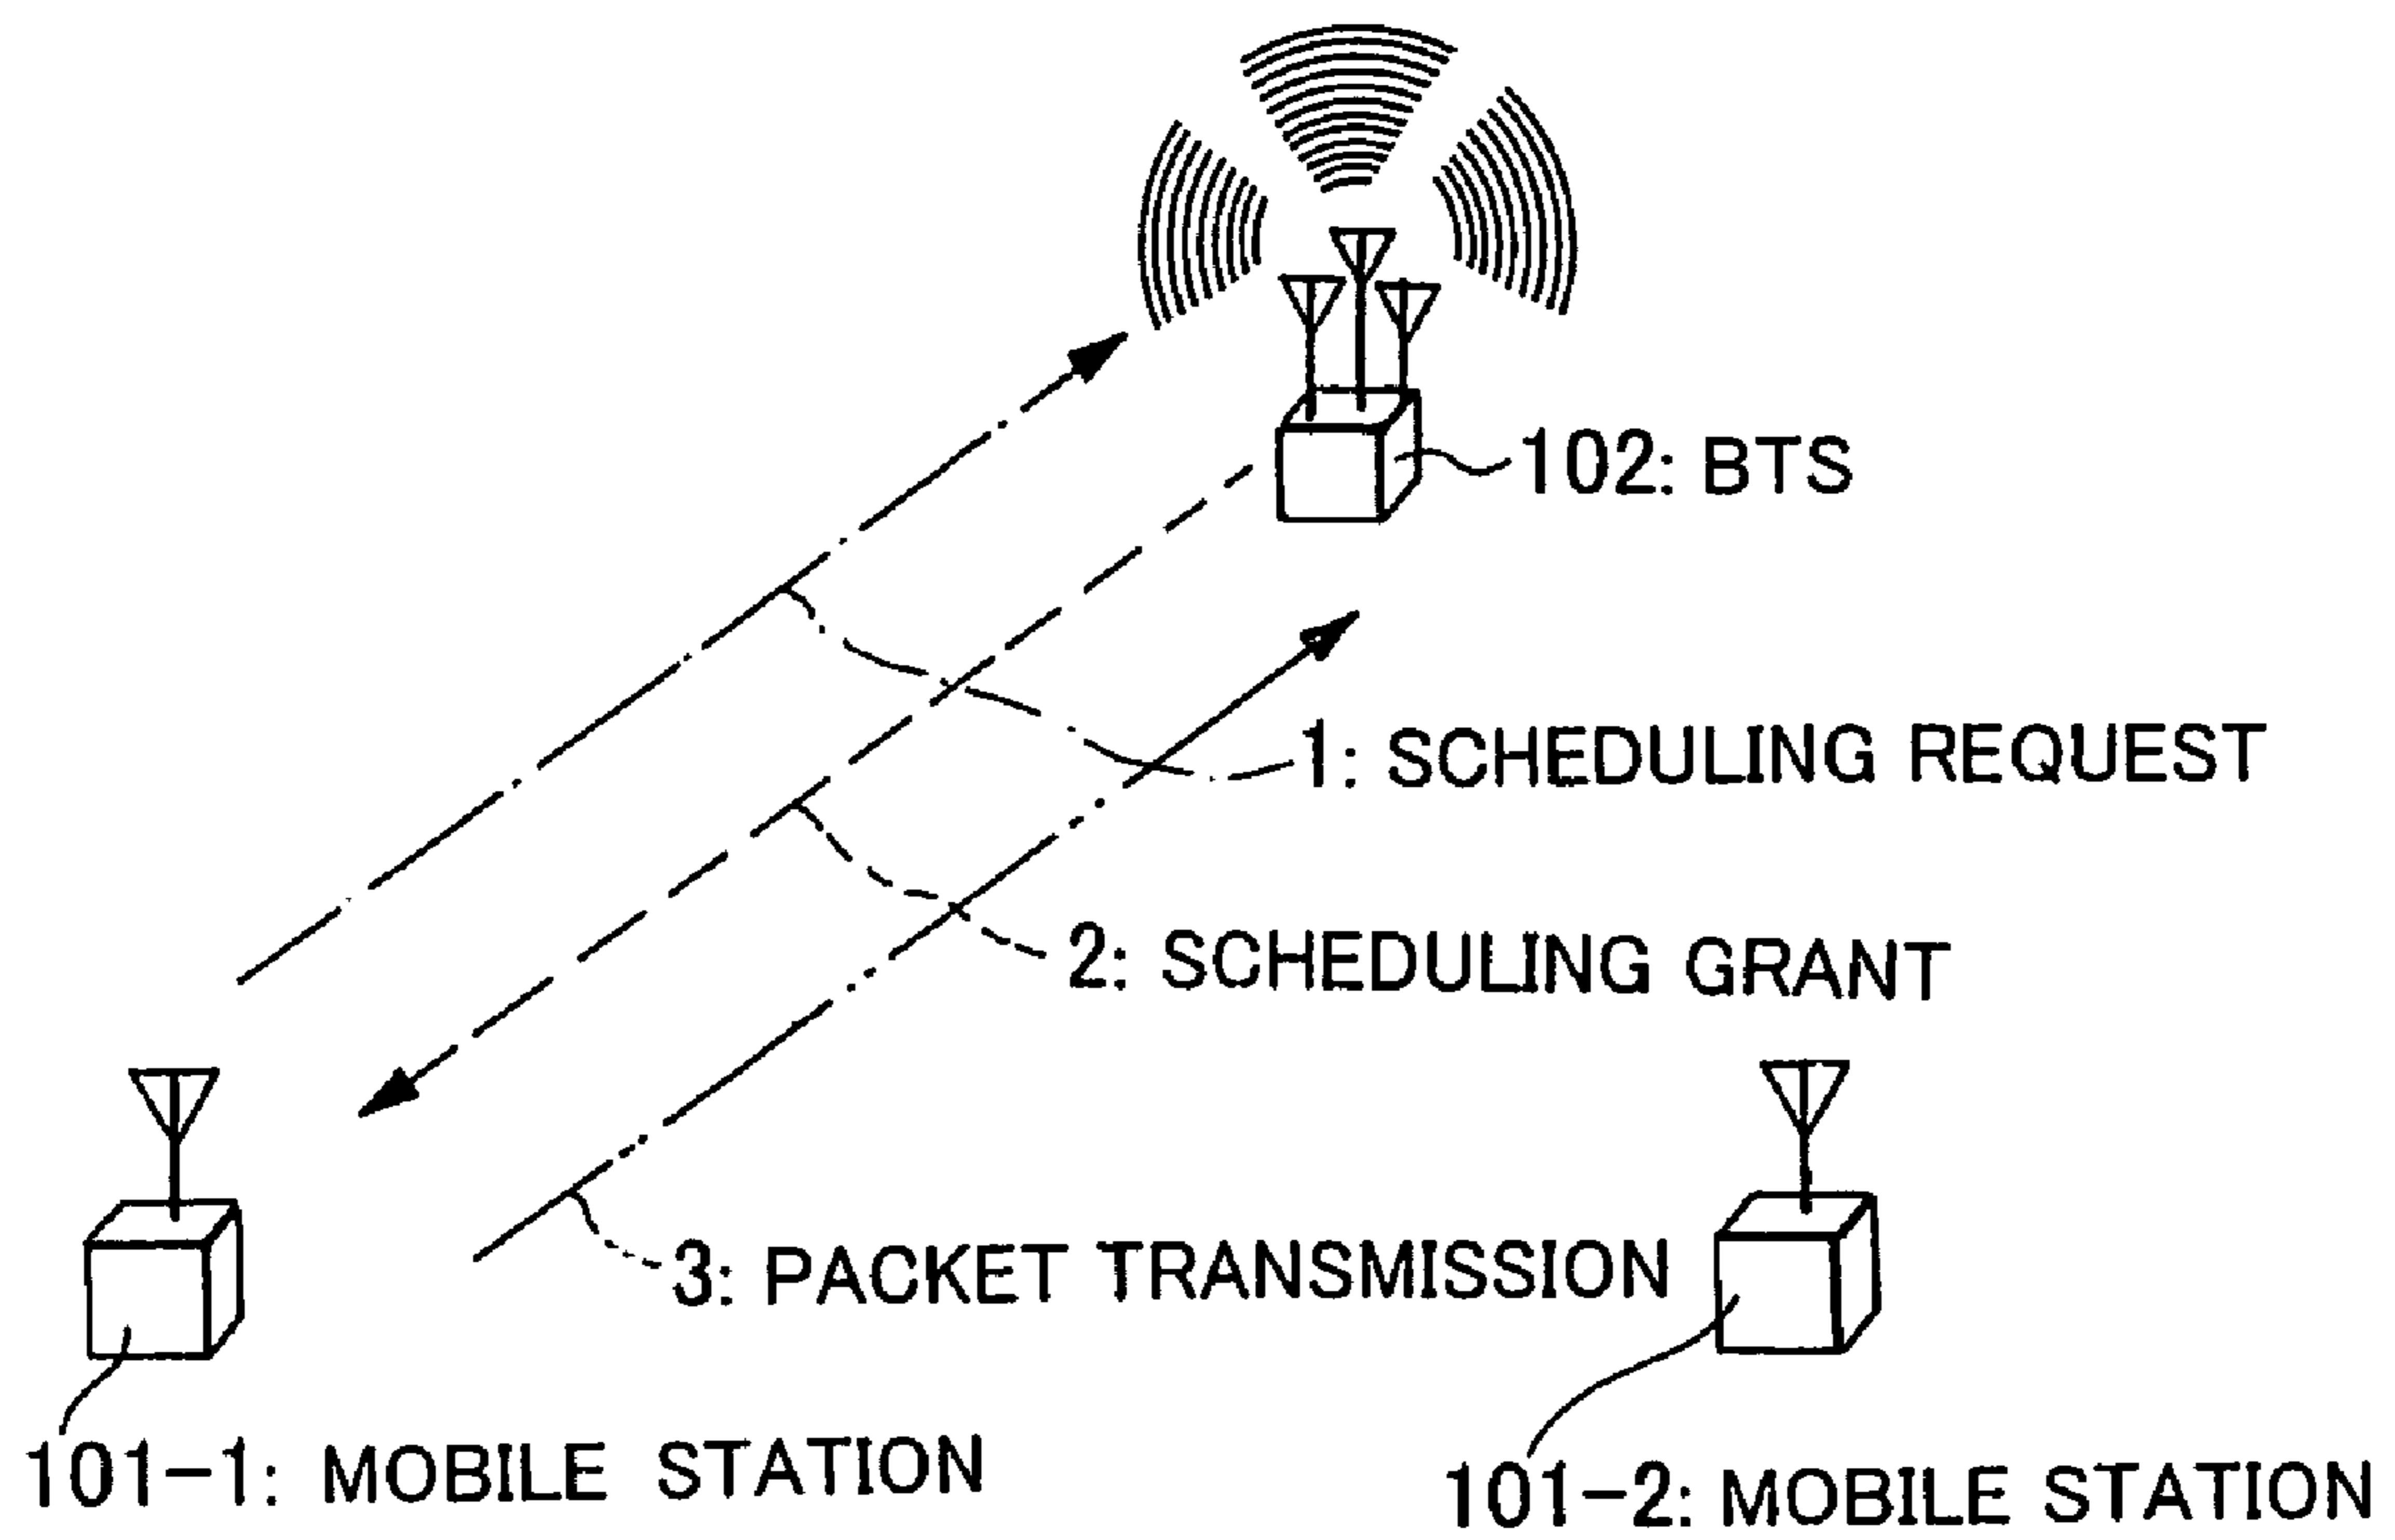 102: BTS
1: SCHEDULING REQUEST
2: SCHEDULING GRANT
3: PACKET TRANSMISSION
101-1: MOBILE STATION
101-2: MOBILE STATION